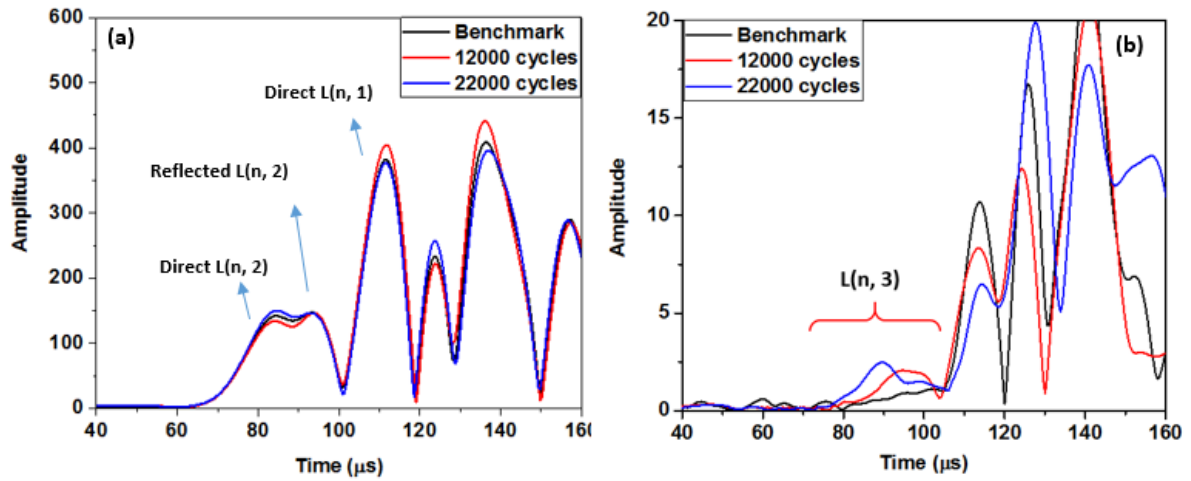 (a)
Benchmark
12000 cycles
22000 cycles
Direct L(n, 1)
Reflected L(n, 2)
Direct L(n, 2)
600
500
400
300
200
100
0
40 60 80 100 120 140 160
Amplitude
Time (μs)
(b)
Benchmark
12000 cycles
22000 cycles
L(n, 3)
20
15
10
5
0
40 60 80 100 120 140 160
Amplitude
Time (μs)